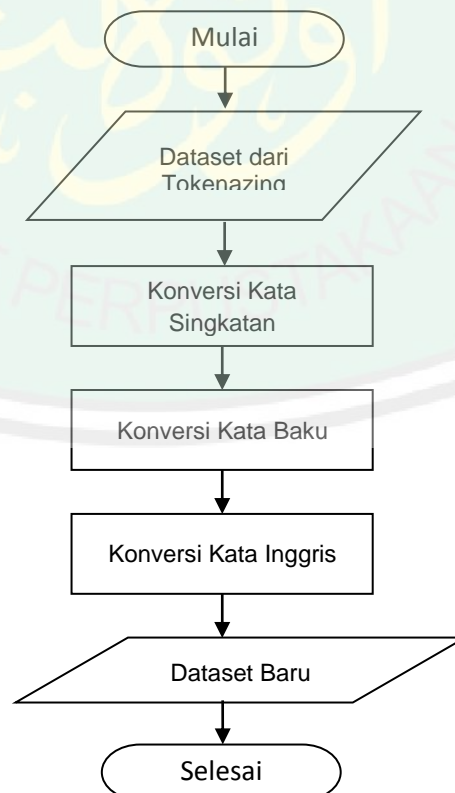 Mulai
Dataset dari
Tokenazing
Konversi Kata
Singkatan
Konversi Kata Baku
Konversi Kata Inggris
Dataset Baru
Selesai